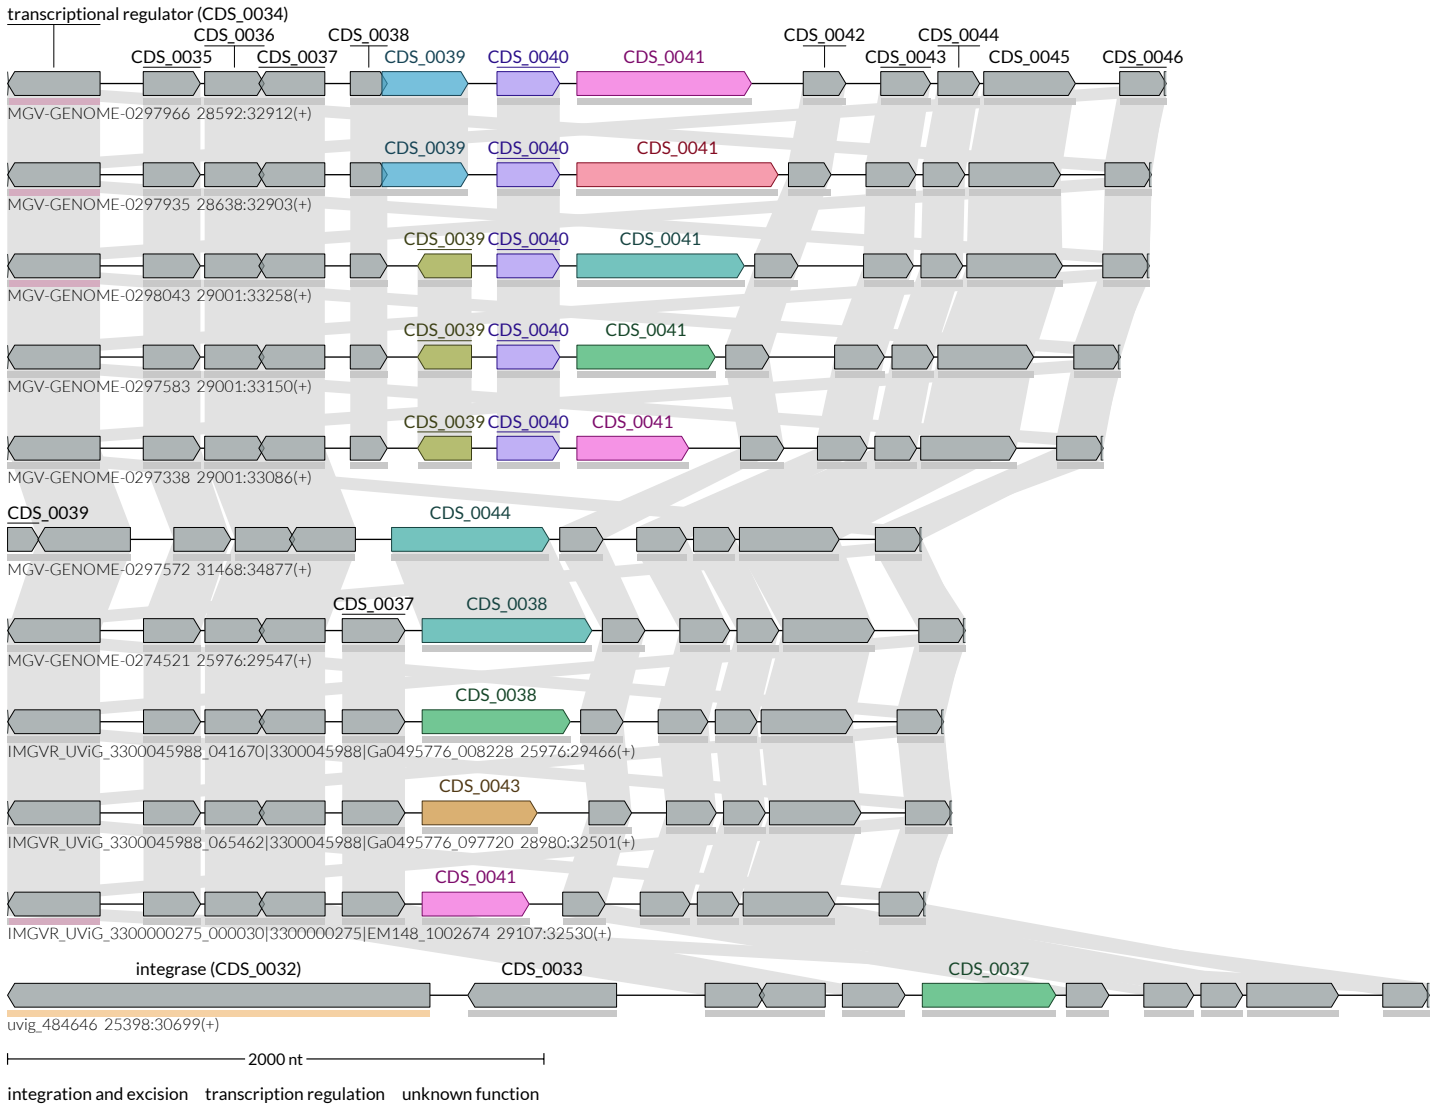 transcriptional regulator (CDS_0034)
CDS_0036 CDS_0038 CDS_0042 CDS_0044
CDS_0035 CDS_0037 CDS_0039 CDS_0040 CDS_0041 CDS_0043 CDS_0045 CDS_0046
MGV-GENOME-0297966 28592:32912(+)
CDS_0039 CDS_0040 CDS_0041
MGV-GENOME-0297935 28638:32903(+)
CDS_0039 CDS_0040 CDS_0041
MGV-GENOME-0298043 29001:33258(+)
CDS_0039 CDS_0040 CDS_0041
MGV-GENOME-0297583 29001:33150(+)
CDS_0039 CDS_0040 CDS_0041
MGV-GENOME-0297338 29001:33086(+)
CDS_0039 CDS_0044
MGV-GENOME-0297572 31468:34877(+)
CDS_0037 CDS_0038
MGV-GENOME-0274521 25976:29547(+)
CDS_0038
IMGVR_UViG_3300045988_041670|3300045988|Ga0495776_008228 25976:29466(+)
CDS_0043
IMGVR_UViG_3300045988_065462|3300045988|Ga0495776_097720 28980:32501(+)
CDS_0041
IMGVR_UViG_3300000275_000030|3300000275|EM148_1002674 29107:32530(+)
integrase (CDS_0032) CDS_0033 CDS_0037
uvig_484646 25398:30699(+)
2000 nt
integration and excision transcription regulation unknown function